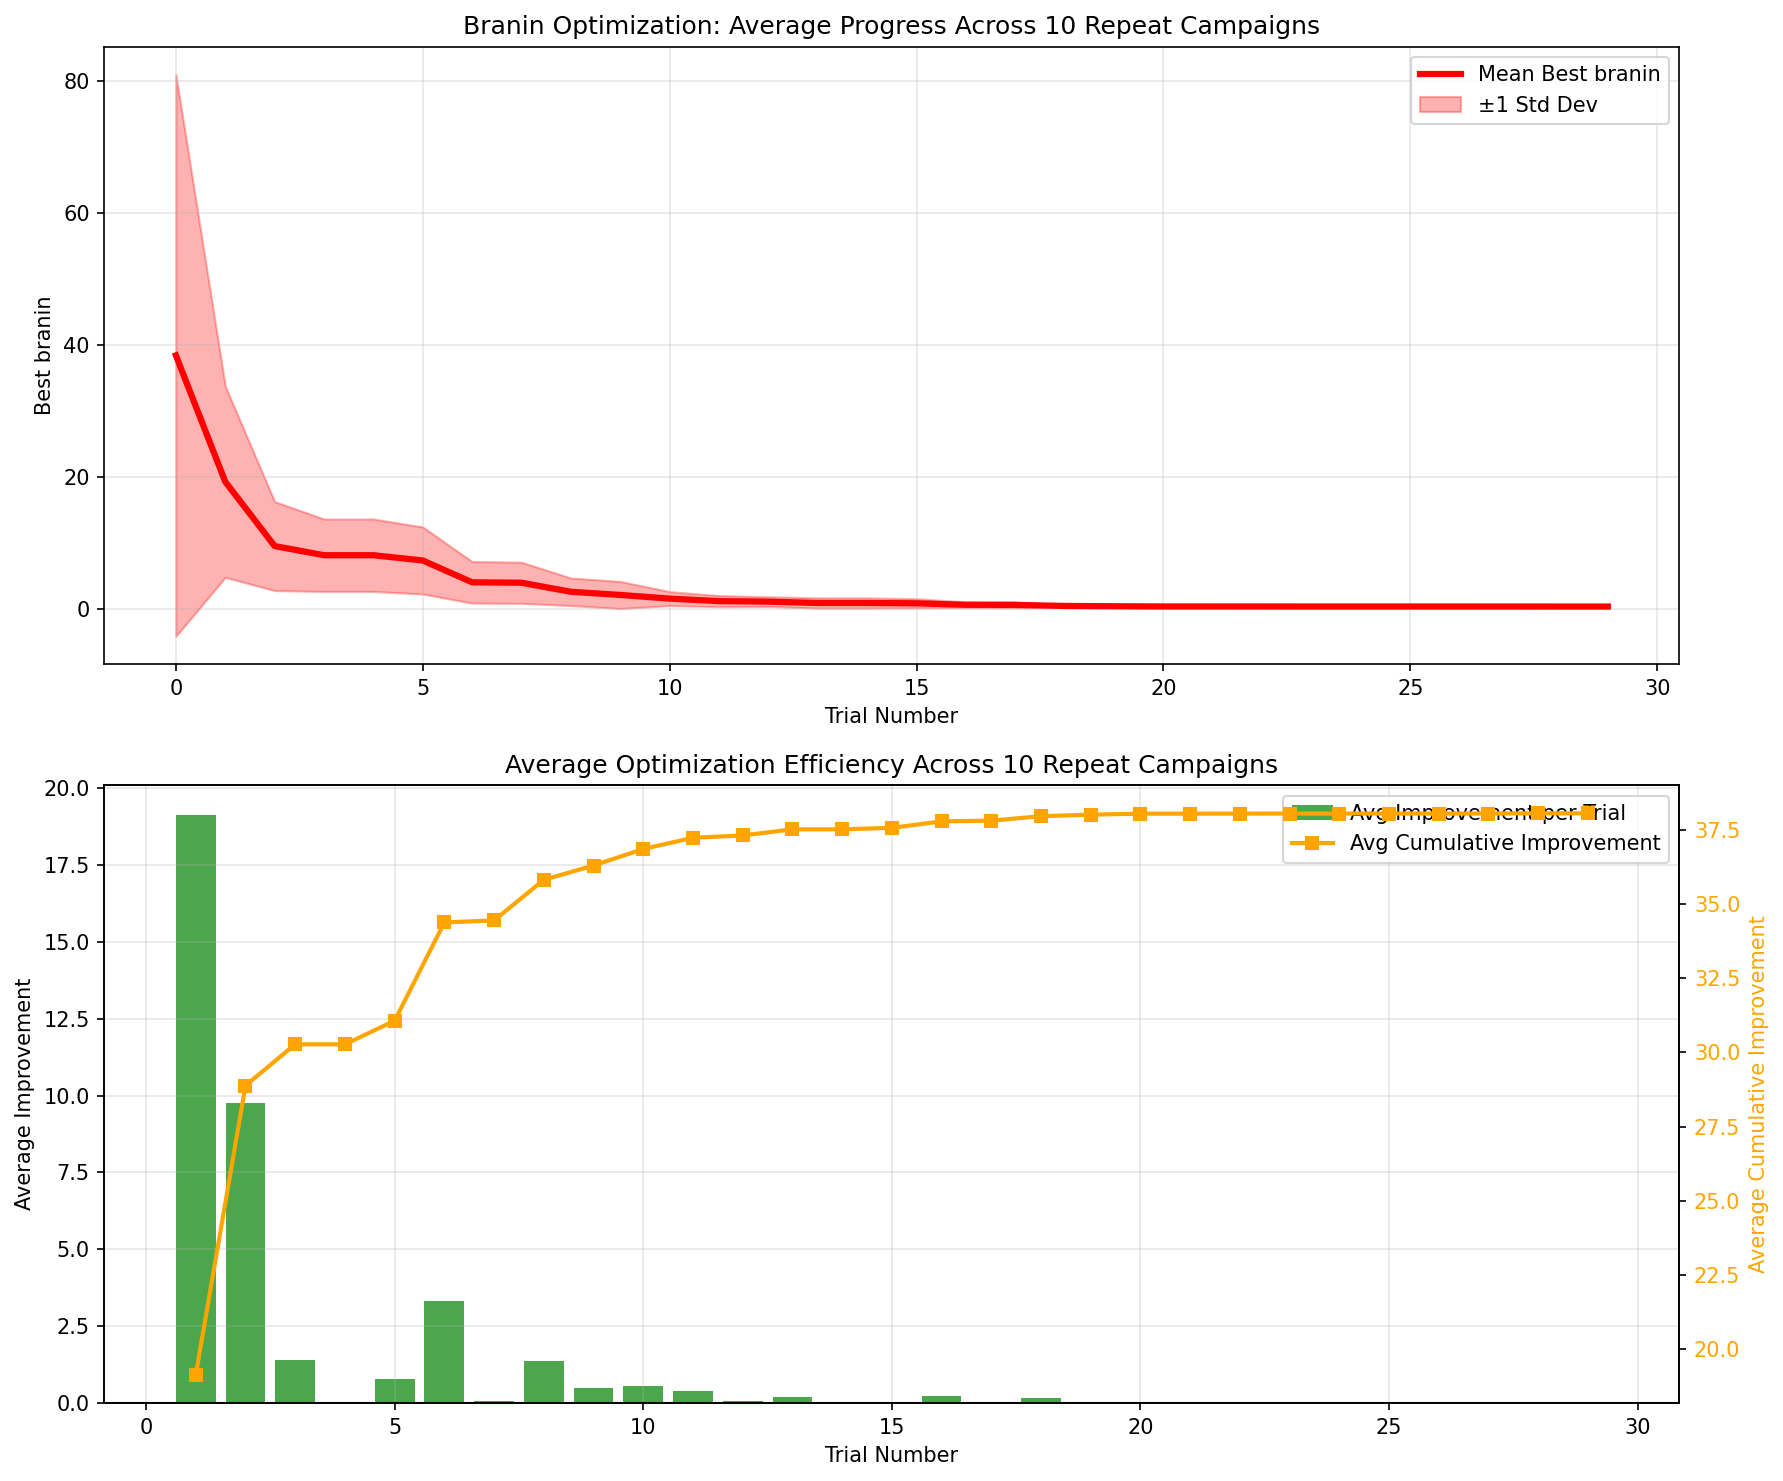 Branin Optimization: Average Progress Across 10 Repeat Campaigns
Mean Best branin
±1 Std Dev
80
60
40
20
0
Best branin
0 5 10 15 20 25 30
Trial Number
Average Optimization Efficiency Across 10 Repeat Campaigns
Avg Improvement per Trial
Avg Cumulative Improvement
20.0
17.5
15.0
12.5
10.0
7.5
5.0
2.5
0.0
Average Improvement
37.5
35.0
32.5
30.0
27.5
25.0
22.5
20.0
Average Cumulative Improvement
0 5 10 15 20 25 30
Trial Number